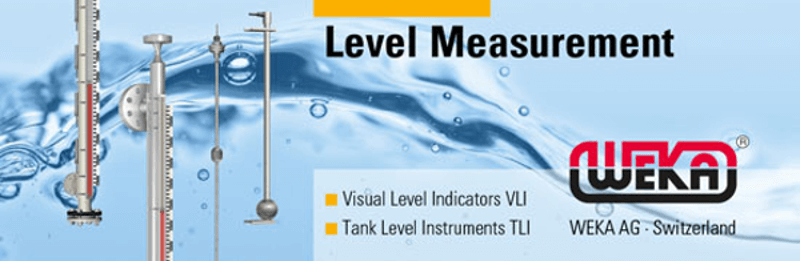 Level Measurement
Visual Level Indicators VLI
Tank Level Instruments TLI
WEKA®
WEKA AG · Switzerland